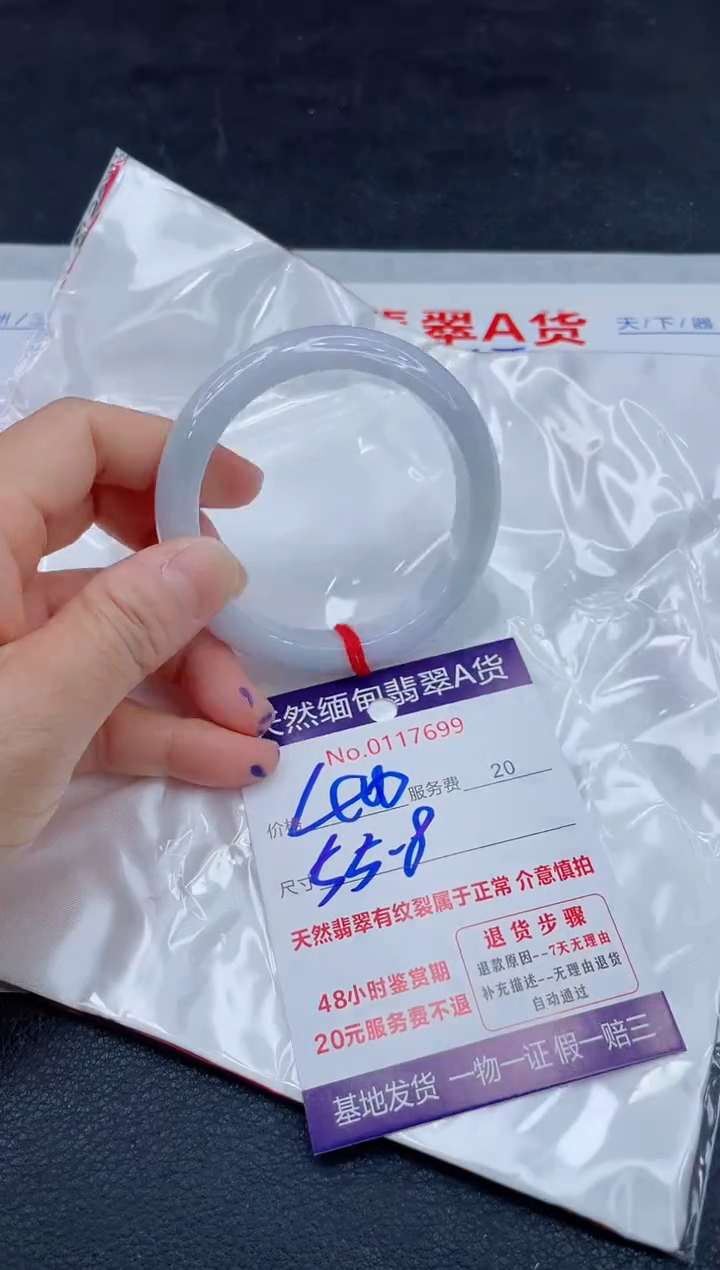 翠A货
天/下/
天然缅甸翡翠A货
No.0117699
价格 服务费 20
尺寸 55-8
天然翡翠有纹裂属于正常 介意慎拍
48小时鉴赏期
20元服务费不退
退货步骤
退款原因--7天无理由
补充描述--无理由退货
自动通过
基地发货 一物一证 假一赔三